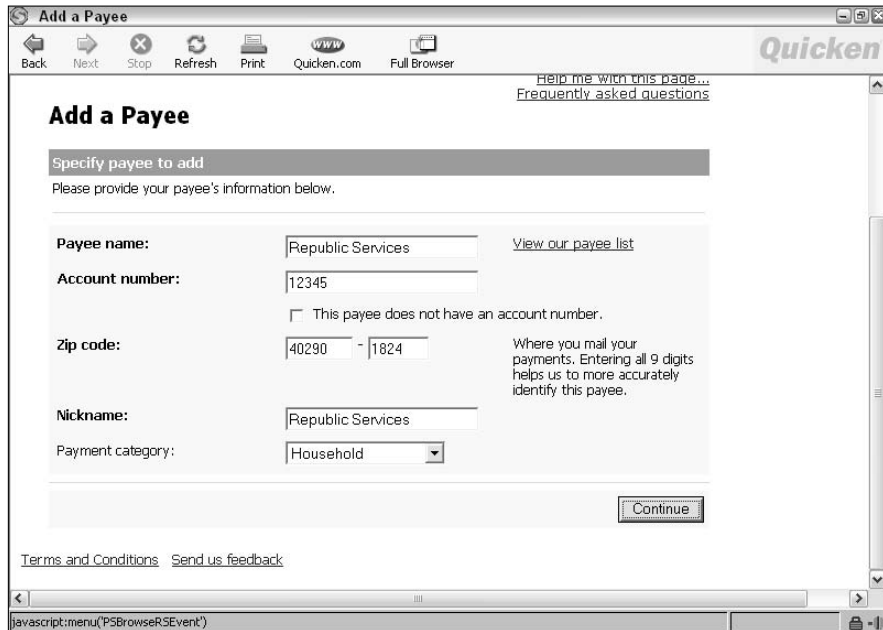 Add a Payee
Back Next Stop Refresh Print Quicken.com Full Browser Quicken
www
Help me with this page...
Frequently asked questions
Add a Payee
Specify payee to add
Please provide your payee's information below.
Payee name: Republic Services View our payee list
Account number: 12345
This payee does not have an account number.
Zip code: 40290 - 1824 Where you mail your
payments. Entering all 9 digits
helps us to more accurately
identify this payee.
Nickname: Republic Services
Payment category: Household
Continue
Terms and Conditions Send us feedback
javascript:menu('PSBrowseRSEvent')